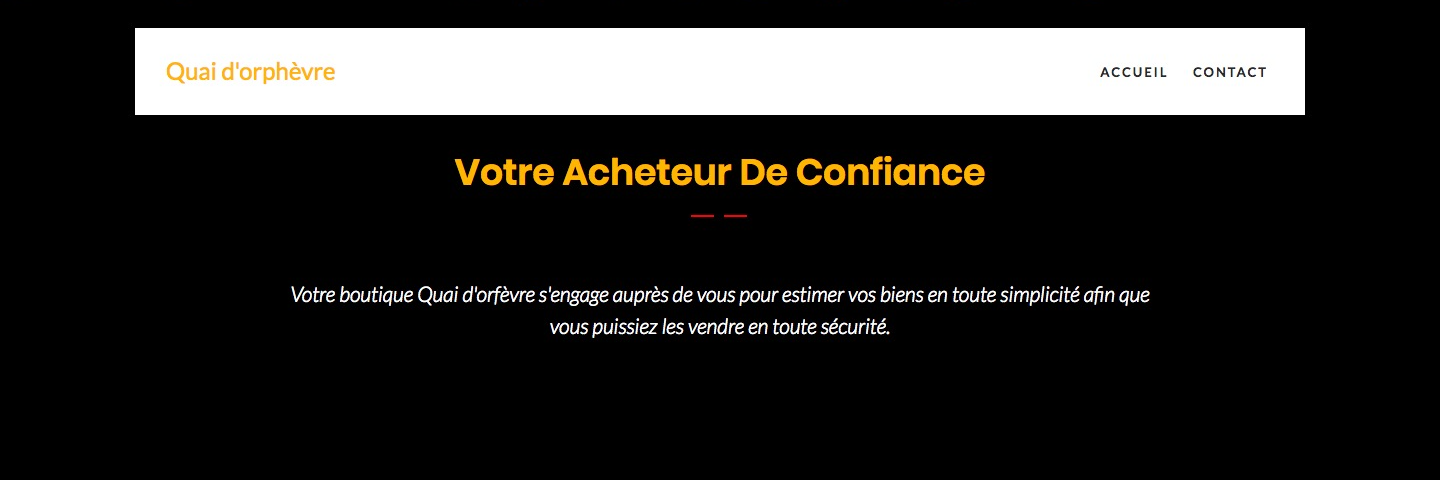 Quai d'orphèvre
ACCUEIL CONTACT
Votre Acheteur De Confiance
Votre boutique Quai d'orfèvre s'engage auprès de vous pour estimer vos biens en toute simplicité afin que
vous puissiez les vendre en toute sécurité.